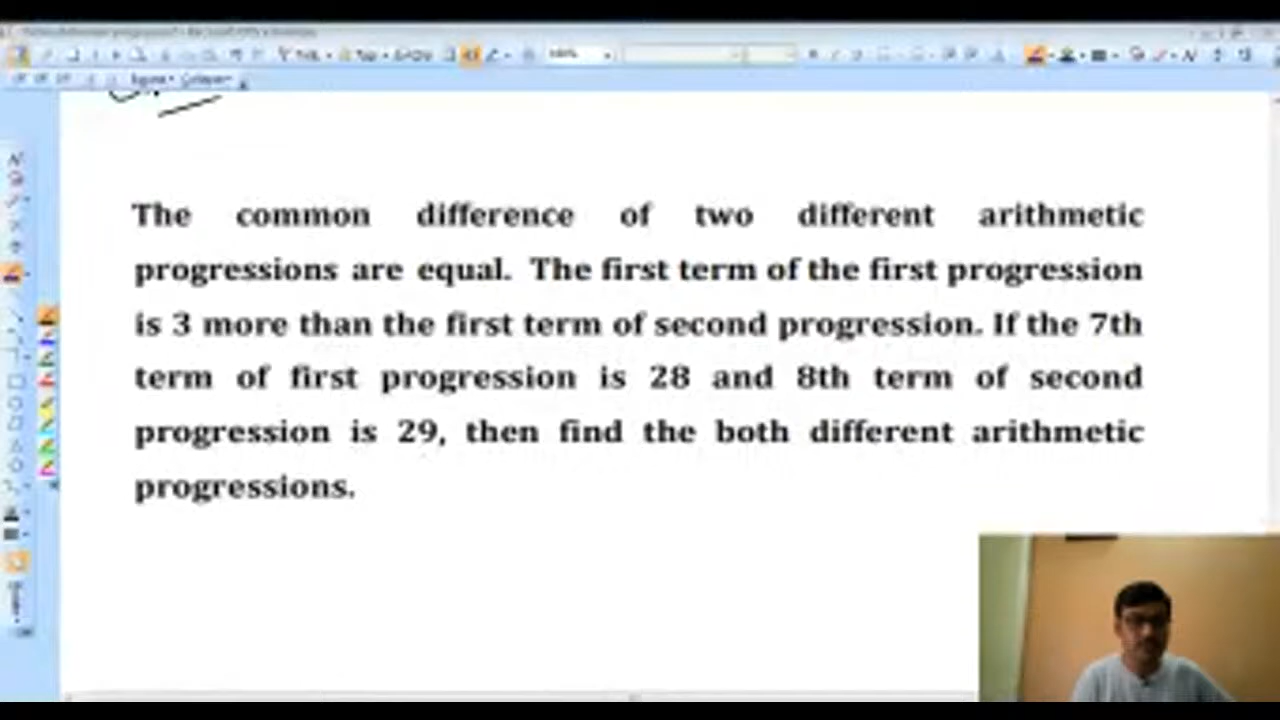 The common difference of two different arithmetic
progressions are equal. The first term of the first progression
is 3 more than the first term of second progression. If the 7th
term of first progression is 28 and 8th term of second
progression is 29, then find the both different arithmetic
progressions.